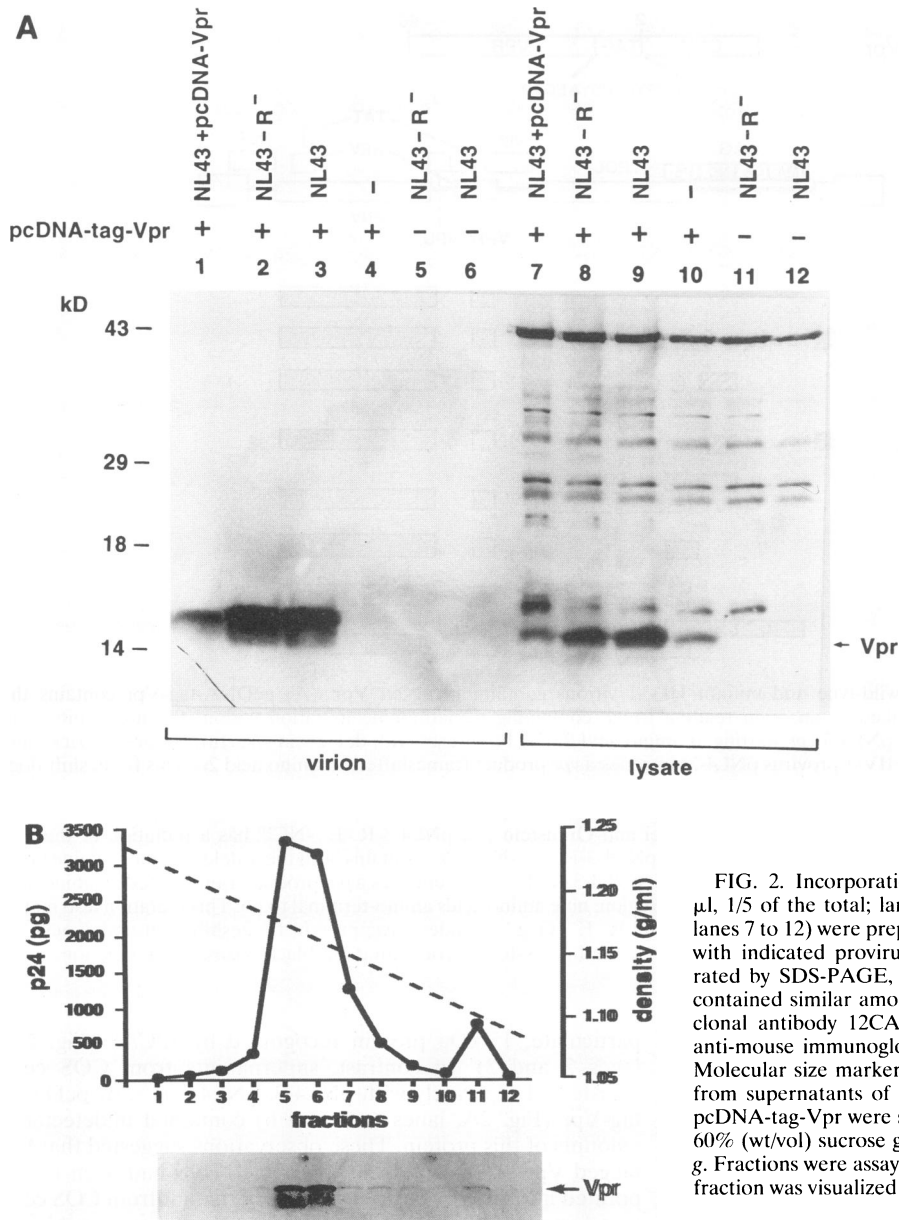 A
NL43+pcDNA-Vpr
NL43-R⁻
NL43
–
NL43-R⁻
NL43
NL43+pcDNA-Vpr
NL43-R⁻
NL43
–
NL43-R⁻
NL43
pcDNA-tag-Vpr + + + + – – + + + + – –
1 2 3 4 5 6 7 8 9 10 11 12
kD
43 –
29 –
18 –
14 –
← Vpr
virion
lysate
B
p24 (pg)
3500
3000
2500
2000
1500
1000
500
0
1.25
1.20
1.15
1.10
1.05
density (g/ml)
1 2 3 4 5 6 7 8 9 10 11 12
fractions
← Vpr
FIG. 2. Incorporati
µl, 1/5 of the total; lan
lanes 7 to 12) were prep
with indicated proviru
rated by SDS-PAGE,
contained similar amo
clonal antibody 12CA
anti-mouse immunoglo
Molecular size marker
from supernatants of
pcDNA-tag-Vpr were s
60% (wt/vol) sucrose g
g. Fractions were assay
fraction was visualized